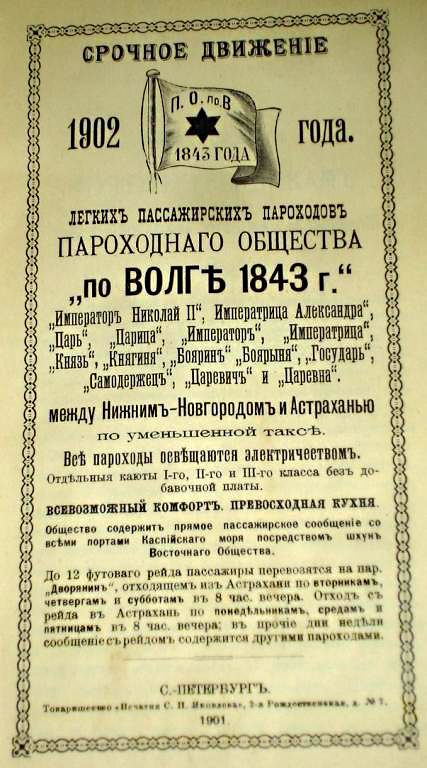 СРОЧНОЕ ДВИЖЕНІЕ
П. О. по В
1843 ГОДА
1902 года.
ЛЕГКИХЪ ПАССАЖИРСКИХЪ ПАРОХОДОВЪ
ПАРОХОДНАГО ОБЩЕСТВА
„по ВОЛГѢ 1843 г.“
„Императоръ Николай II“, Императрица Александра“,
„Царь“, „Царица“, „Императоръ“, „Императрица“,
„Князь“, „Княгиня“, „Бояринъ“ „Боярыня“, „Государь“,
„Самодержецъ“, „Царевичъ“ и „Царевна“.
между Нижнимъ-Новгородомъ и Астраханью
по уменьшенной таксѣ.
Всѣ пароходы освѣщаются электричествомъ.
Отдѣльныя каюты I-го, II-го и III-го класса безъ до-
бавочной платы.
ВСЕВОЗМОЖНЫЙ КОМФОРТЪ. ПРЕВОСХОДНАЯ КУХНЯ.
Общество содержитъ прямое пассажирское сообщеніе со
всѣми портами Каспійскаго моря посредствомъ шхунъ
Восточнаго Общества.
До 12 футоваго рейда пассажиры перевозятся на пар.
„Дворянинъ“, отходящемъ изъ Астрахани по вторникамъ,
четвергамъ и субботамъ въ 8 час. вечера. Отходъ съ
рейда въ Астрахань по понедѣльникамъ, средамъ и
пятницамъ въ 8 час. вечера; въ прочіе дни недѣли
сообщеніе съ рейдомъ содержится другими пароходами.
С.-ПЕТЕРБУРГЪ.
Товарищество «Печатня С. П. Яковлева», 2-я Рождественская, д. № 7.
1901.